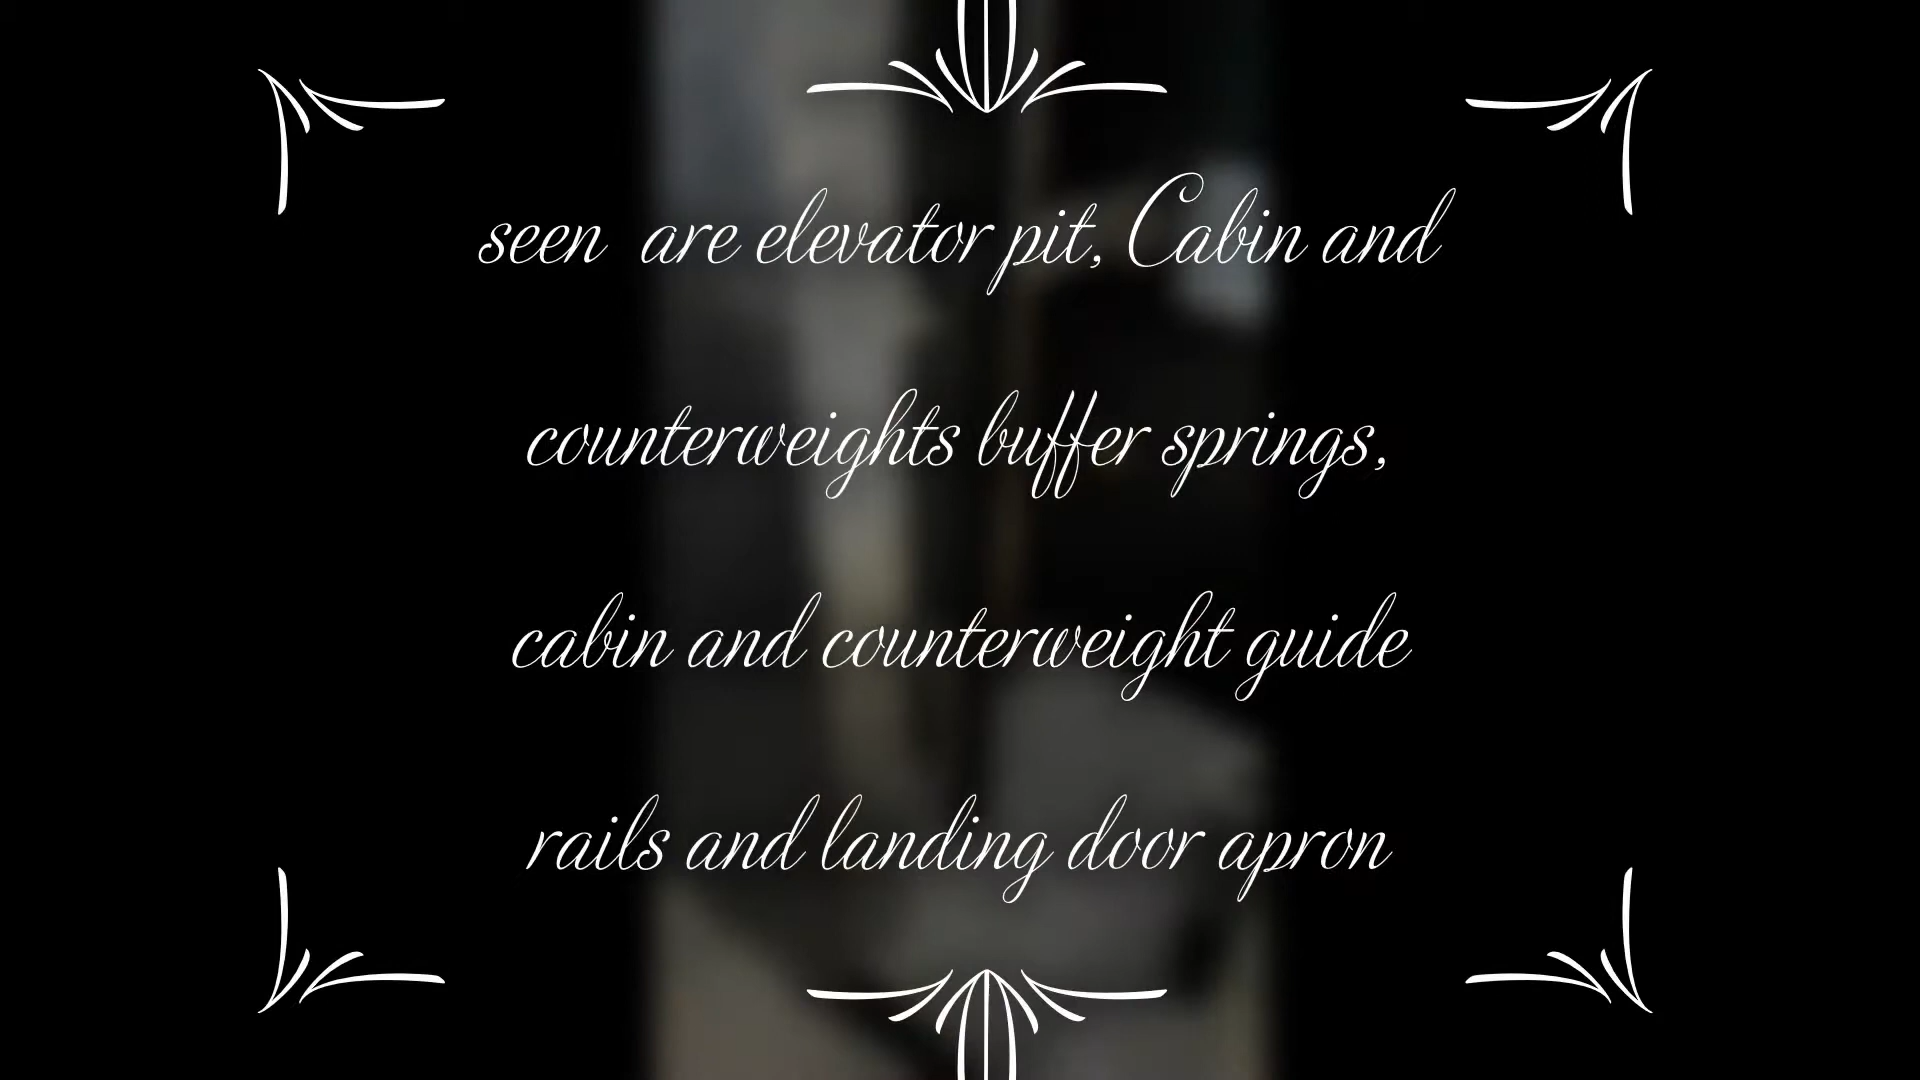 seen  are elevator pit, Cabin and
counterweights buffer springs,
cabin and counterweight guide
rails and landing door apron